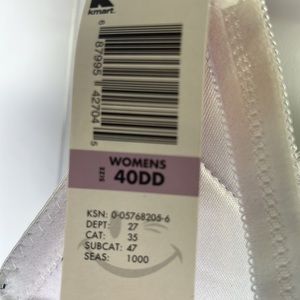 kmart.
6 87995 42704 5
WOMENS
SIZE 40DD
KSN: 0-05768205-6
DEPT: 27
CAT: 35
SUBCAT: 47
SEAS: 1000